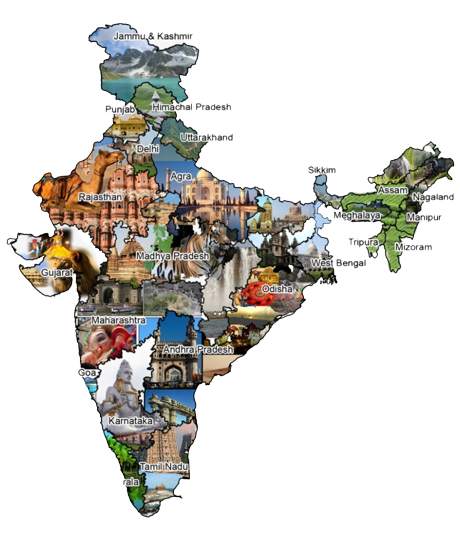 Jammu & Kashmir
Punjab
Himachal Pradesh
Uttarakhand
Delhi
Agra
Sikkim
Rajasthan
Assam
Nagaland
Meghalaya
Manipur
Tripura
Mizoram
Madhya Pradesh
West Bengal
Gujarat
Odisha
Maharashtra
Andhra Pradesh
Goa
Karnataka
Tamil Nadu
rala